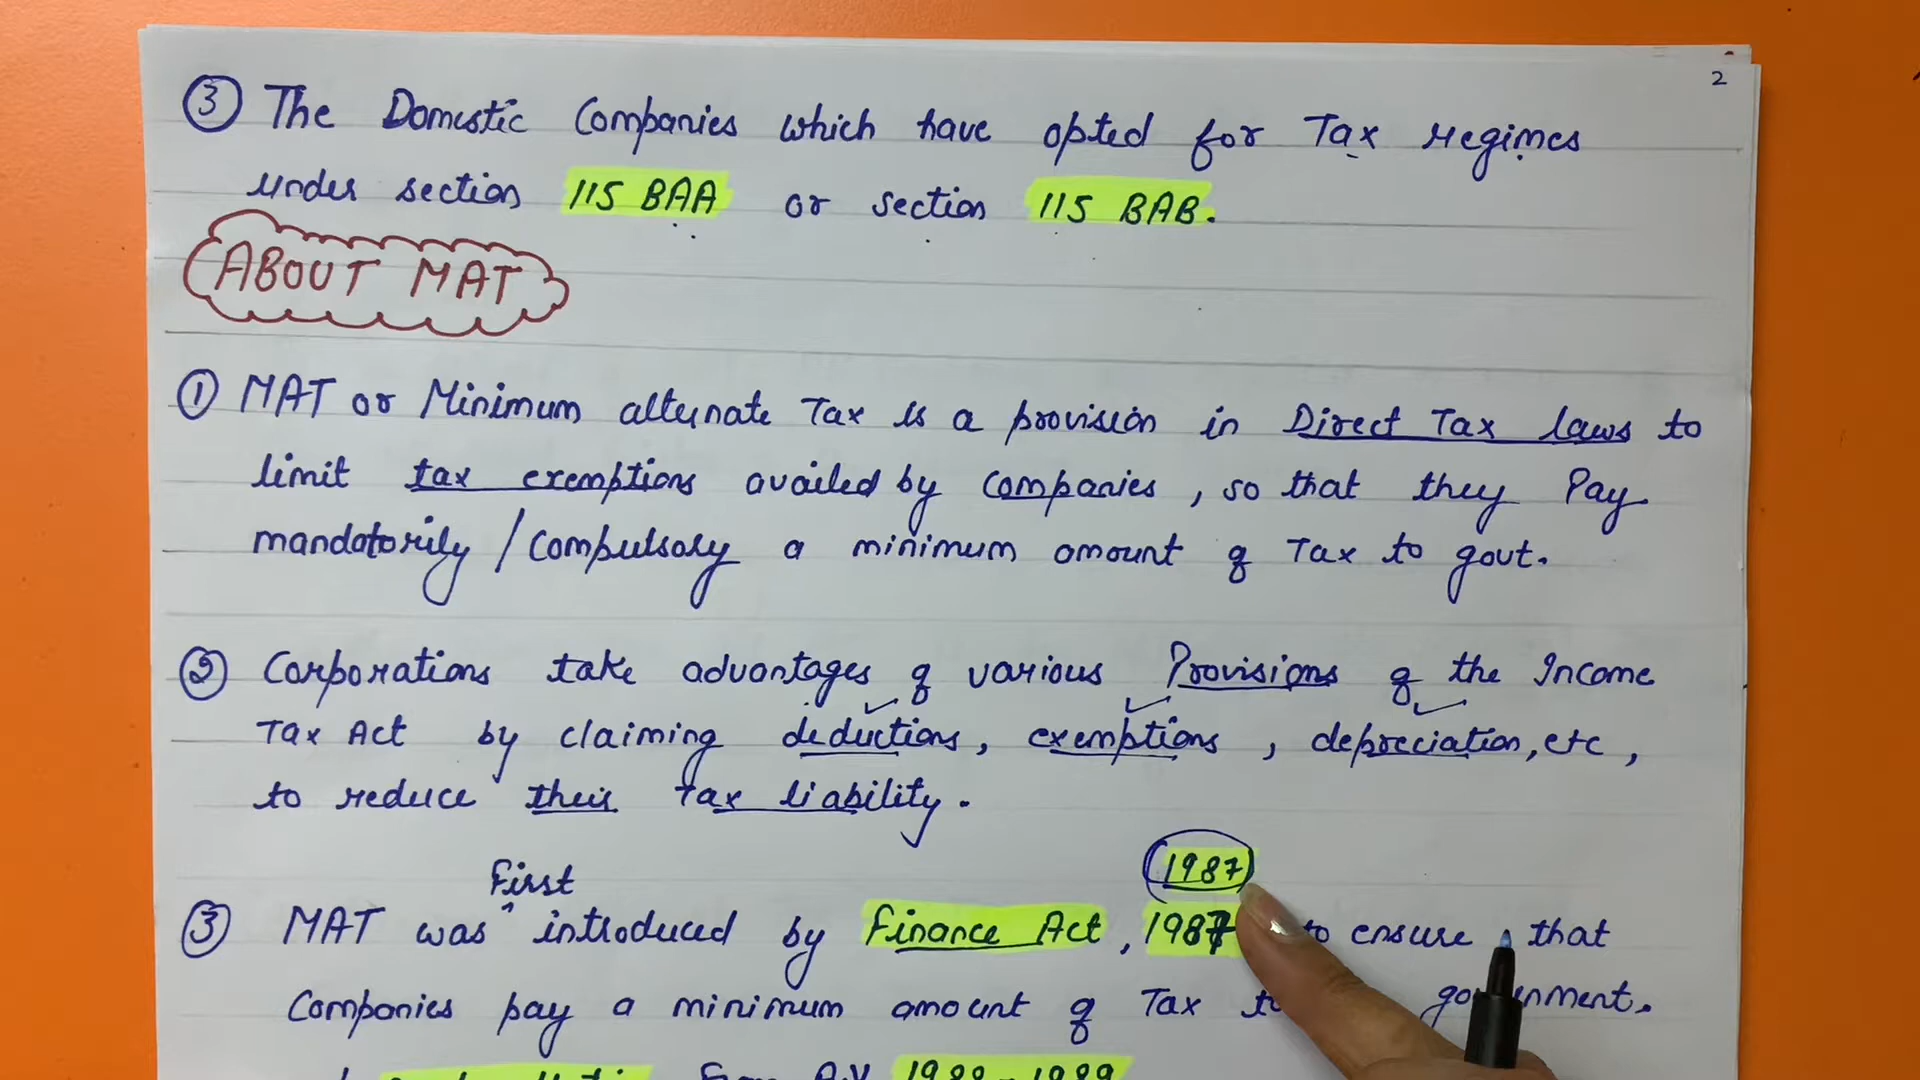 2
③ The Domestic Companies which have opted for Tax regimes
under section 115 BAA or section 115 BAB.
ABOUT MAT
① MAT or Minimum alternate Tax is a provision in Direct Tax laws to
limit tax exemptions availed by companies, so that they Pay
mandatorily / Compulsory a minimum amount of Tax to govt.
② Corporations take advantages of various Provisions of the Income
Tax Act by claiming deductions, exemptions, depreciation, etc,
to reduce their tax liability.
First 1987
③ MAT was introduced by Finance Act, 1987 to ensure that
Companies pay a minimum amount of Tax government.
From A.Y 1988-1989